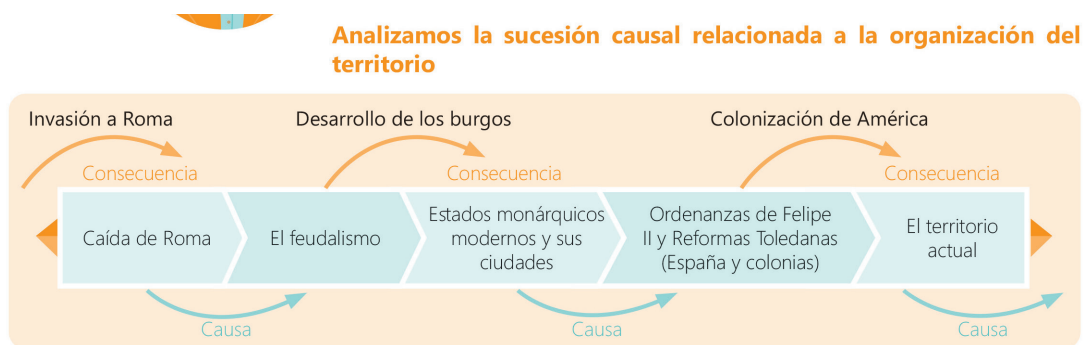 Analizamos la sucesión causal relacionada a la organización del
territorio
Invasión a Roma
Desarrollo de los burgos
Colonización de América
Consecuencia
Consecuencia
Consecuencia
Caída de Roma
El feudalismo
Estados monárquicos
modernos y sus
ciudades
Ordenanzas de Felipe
II y Reformas Toledanas
(España y colonias)
El territorio
actual
Causa
Causa
Causa